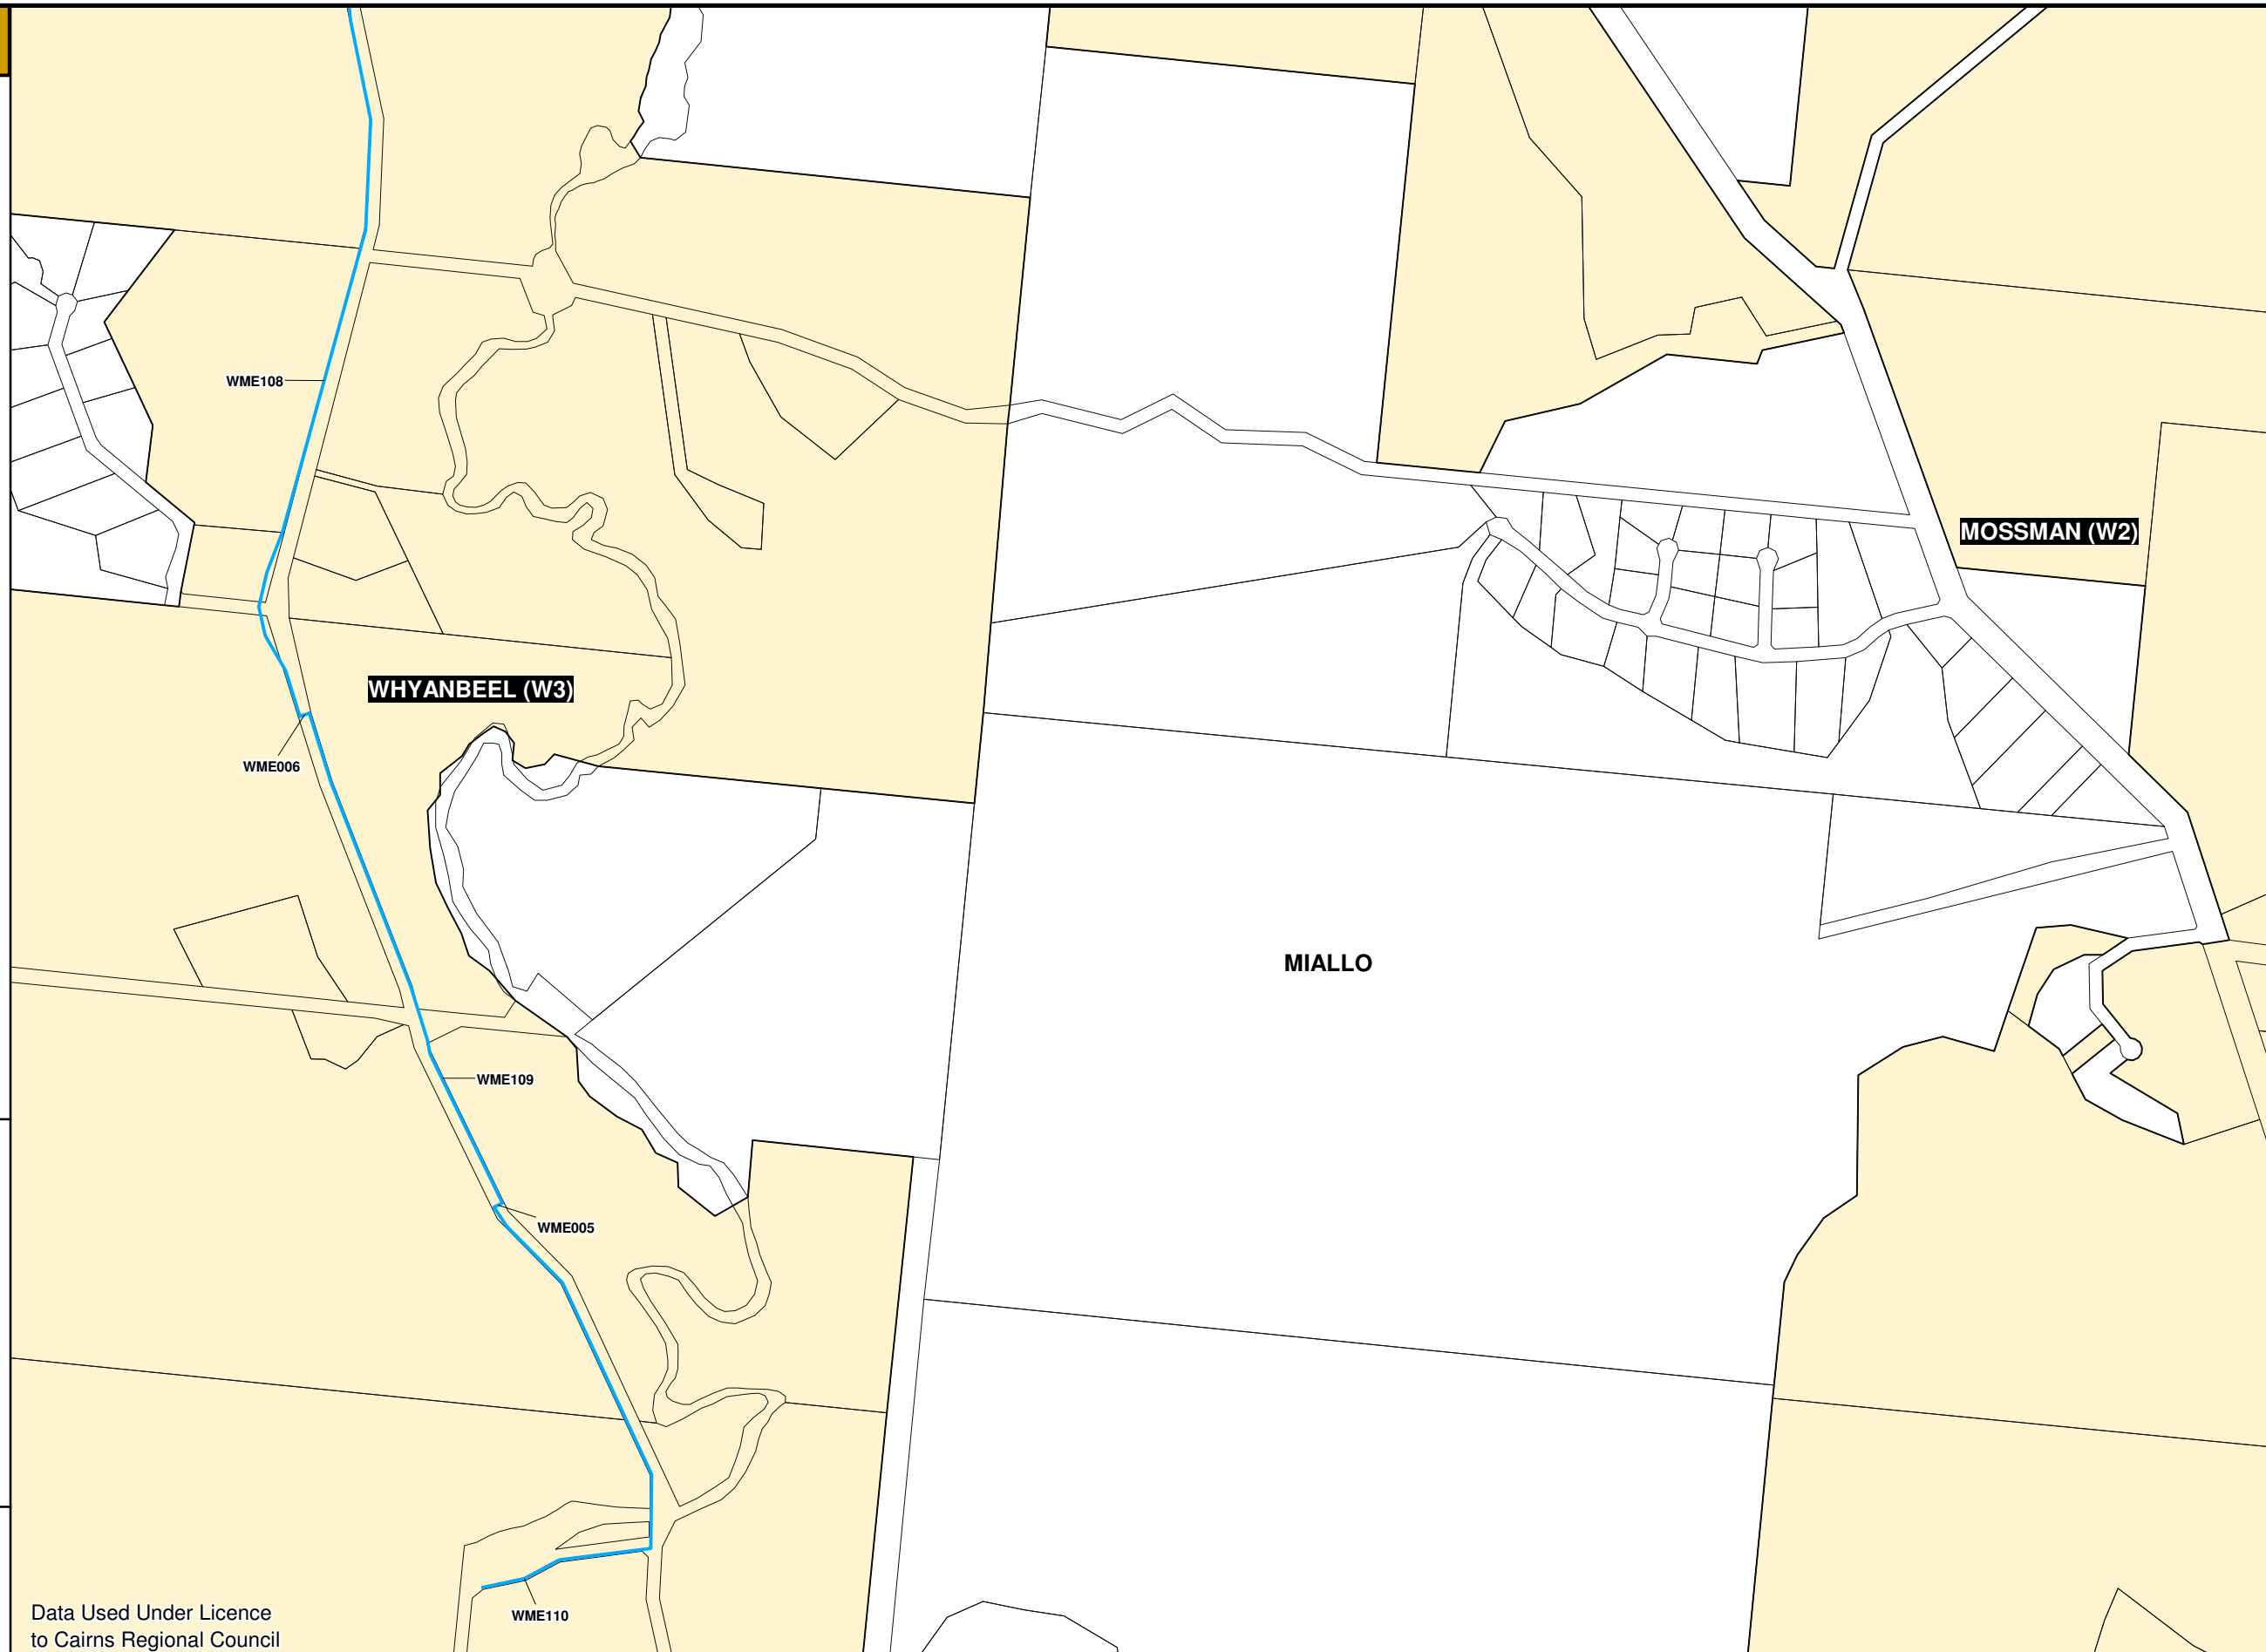 WME108
MOSSMAN (W2)
WHYANBEEL (W3)
WME006
MIALLO
WME109
WME005
WME110
Data Used Under Licence
to Cairns Regional Council